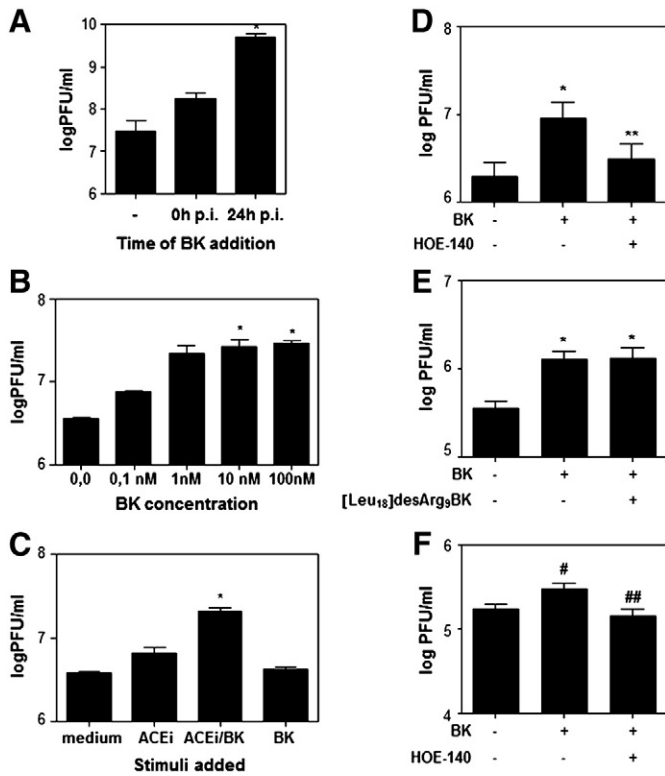 A
logPFU/ml
10
9
8
7
6
*
- 0h p.i. 24h p.i.
Time of BK addition
B
logPFU/ml
8
7
6
* *
0,0 0,1 nM 1nM 10 nM 100nM
BK concentration
C
logPFU/ml
8
7
6
*
medium ACEi ACEi/BK BK
Stimuli added
D
log PFU/ml
8
7
6
* **
BK - + +
HOE-140 - - +
E
log PFU/ml
7
6
5
* *
BK - + +
[Leu18]desArg9BK - - +
F
log PFU/ml
6
5
4
# ##
BK - + +
HOE-140 - - +